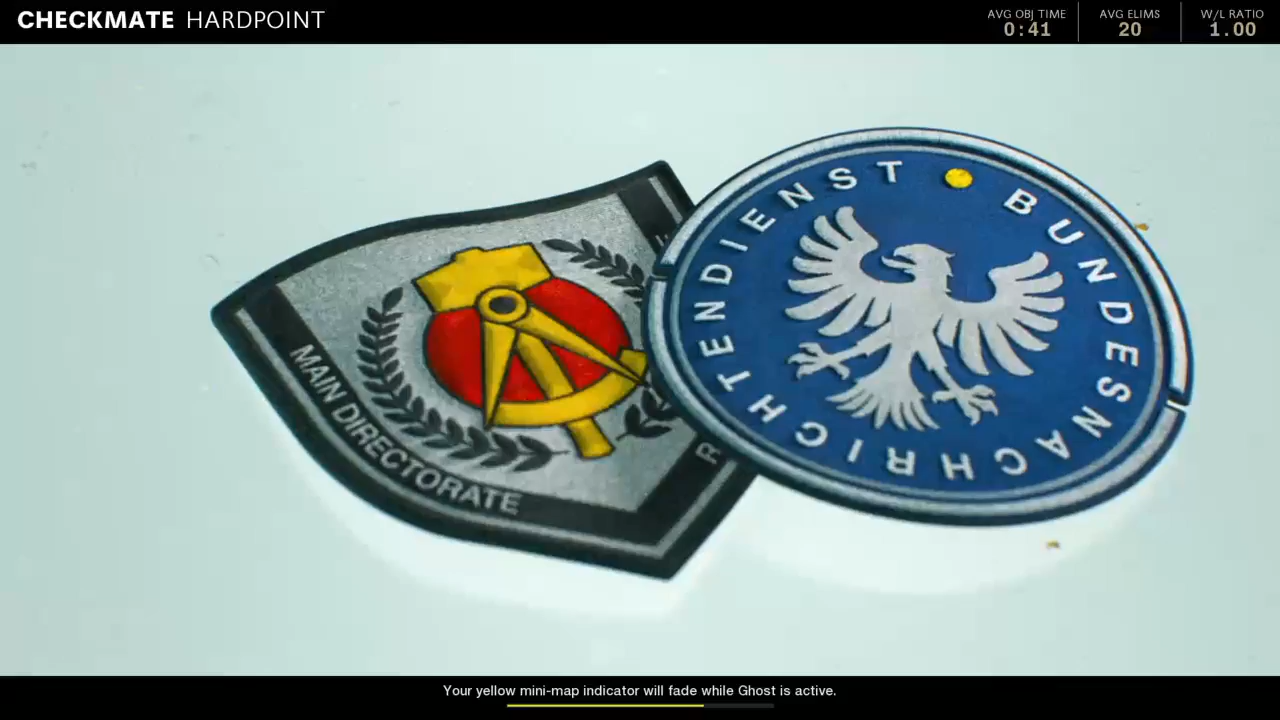 CHECKMATE HARDPOINT
AVG OBJ TIME
0:41
AVG ELIMS
20
W/L RATIO
1.00
MAIN DIRECTORATE
R
BUNDESNACHRICHTENDIENST
Your yellow mini-map indicator will fade while Ghost is active.